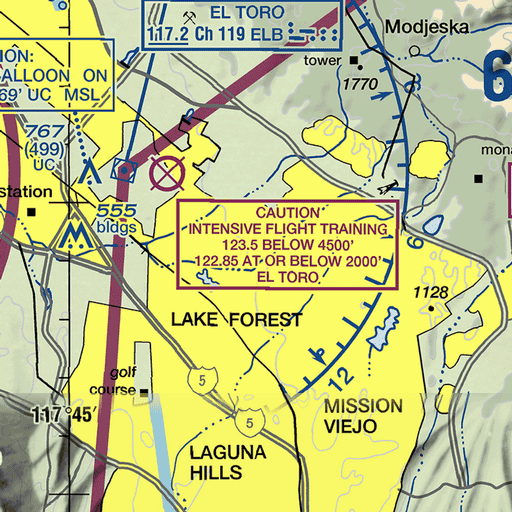 EL TORO
117.2 Ch 119 ELB
Modjeska
ION:
ALLOON ON
69' UC MSL
tower
1770
6
767
(499)
UC
mona
station
555
bldgs
CAUTION
INTENSIVE FLIGHT TRAINING
123.5 BELOW 4500'
122.85 AT OR BELOW 2000'
EL TORO.
6
1128
LAKE FOREST
golf
course
5
12
117°45'
5
MISSION
VIEJO
LAGUNA
HILLS